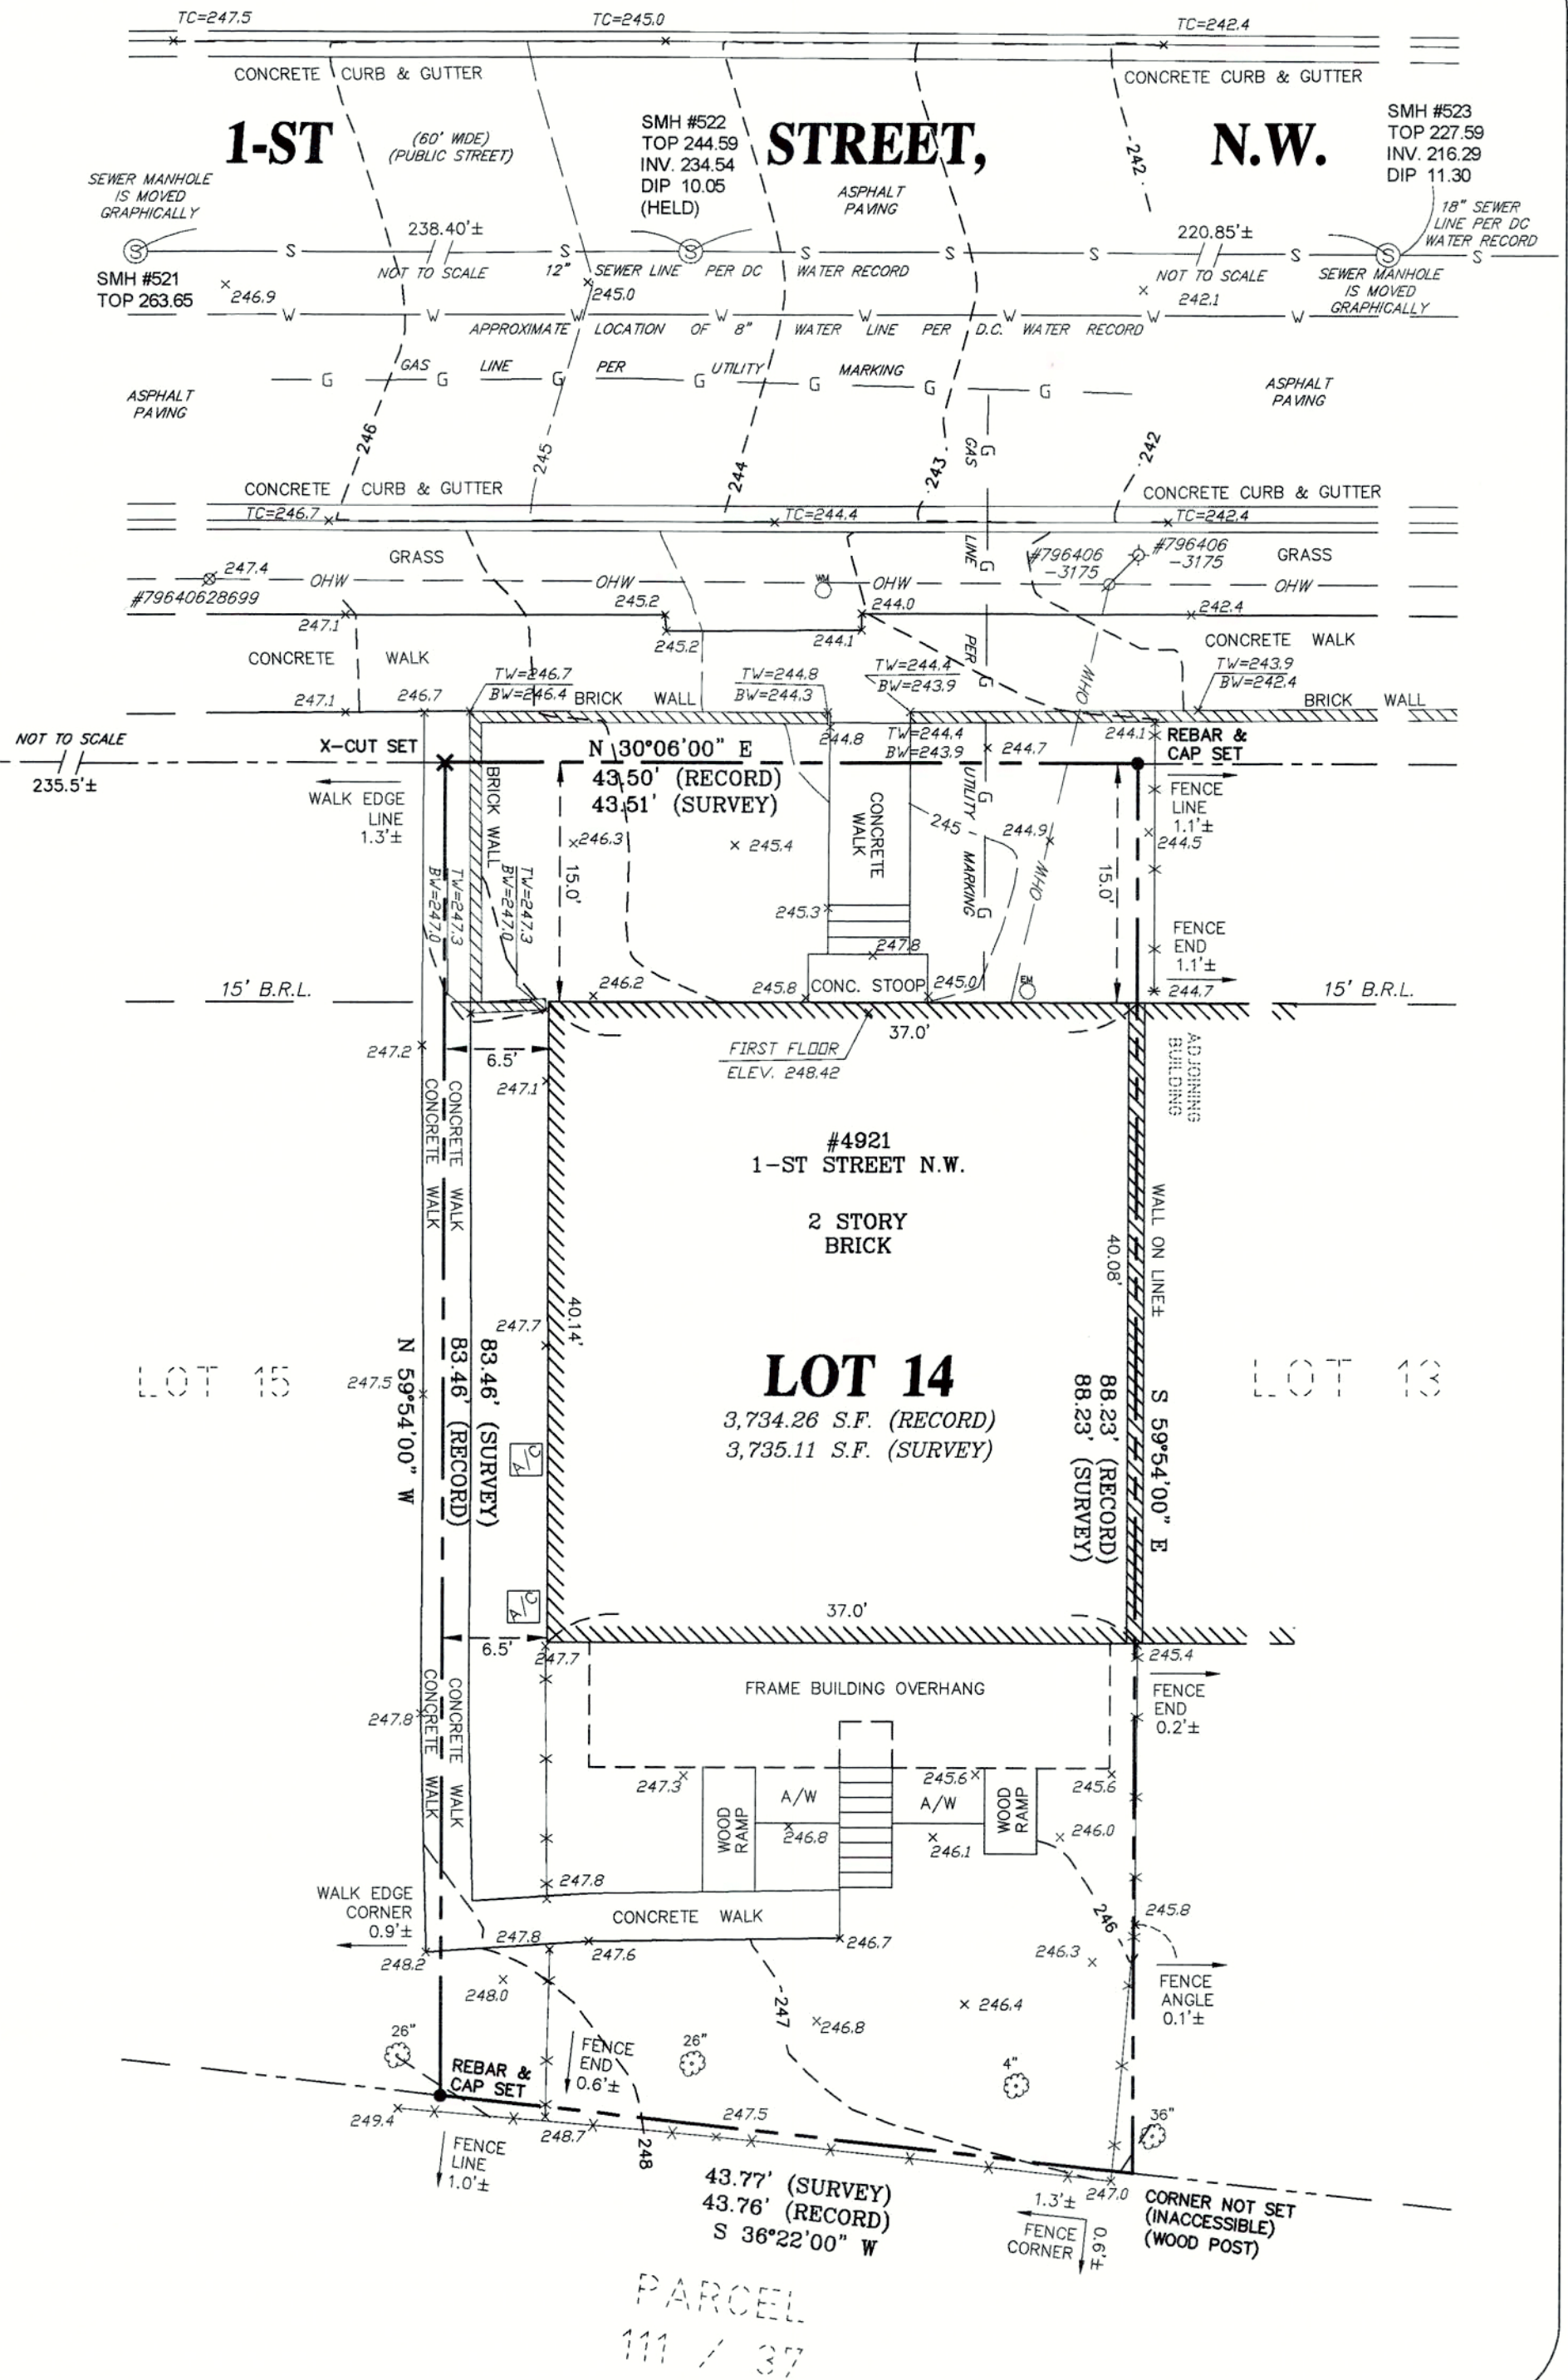 TC=247.5
TC=245.0
TC=242.4
CONCRETE CURB & GUTTER
CONCRETE CURB & GUTTER
1-ST STREET, N.W.
(60' WIDE)
(PUBLIC STREET)
SMH #522
TOP 244.59
INV. 234.54
DIP 10.05
(HELD)
SMH #523
TOP 227.59
INV. 216.29
DIP 11.30
242
ASPHALT
PAVING
SEWER MANHOLE
IS MOVED
GRAPHICALLY
18" SEWER
LINE PER DC
WATER RECORD
238.40'±
220.85'±
S S S S S S S S S S
NOT TO SCALE
12" SEWER LINE PER DC WATER RECORD
NOT TO SCALE
SEWER MANHOLE
IS MOVED
GRAPHICALLY
SMH #521
TOP 263.65
246.9
245.0
242.1
W W W W W W W W
APPROXIMATE LOCATION OF 8" WATER LINE PER D.C. WATER RECORD
GAS LINE PER UTILITY MARKING
G G G G G G G
ASPHALT
PAVING
ASPHALT
PAVING
246
245
244
243
242
GAS LINE PER UTILITY MARKING
G G G G G
CONCRETE CURB & GUTTER
CONCRETE CURB & GUTTER
TC=246.7
TC=244.4
TC=242.4
GRASS
GRASS
#796406
-3175
#796406
-3175
247.4
OHW OHW OHW OHW
WM
#79640628699
245.2
244.0
242.4
247.1
245.2
244.1
CONCRETE WALK
CONCRETE WALK
TW=246.7
BW=246.4
TW=244.8
BW=244.3
TW=244.4
BW=243.9
TW=243.9
BW=242.4
247.1
246.7
BRICK WALL
BRICK WALL
OHW
NOT TO SCALE
235.5'±
X-CUT SET
N 30°06'00" E
43.50' (RECORD)
43.51' (SURVEY)
244.8
TW=244.4
BW=243.9
244.7
244.1
REBAR &
CAP SET
WALK EDGE
LINE
1.3'±
BRICK WALL
FENCE
LINE
1.1'±
244.5
246.3
245.4
CONCRETE
WALK
245
244.9
OHW
15.0'
15.0'
TW=247.3
BW=247.0
TW=247.3
BW=247.0
245.3
247.8
FENCE
END
1.1'±
15' B.R.L.
246.2
245.8
CONC. STOOP
245.0
EM
244.7
15' B.R.L.
37.0'
247.2
6.5'
247.1
FIRST FLOOR
ELEV. 248.42
ADJOINING
BUILDING
CONCRETE WALK
CONCRETE WALK
#4921
1-ST STREET N.W.
2 STORY
BRICK
40.14'
40.08'
WALL ON LINE±
247.7
LOT 15
247.5
LOT 14
3,734.26 S.F. (RECORD)
3,735.11 S.F. (SURVEY)
LOT 13
N 59°54'00" W
83.46' (RECORD)
83.46' (SURVEY)
88.23' (RECORD)
88.23' (SURVEY)
S 59°54'00" E
37.0'
6.5'
247.7
245.4
FRAME BUILDING OVERHANG
FENCE
END
0.2'±
CONCRETE WALK
CONCRETE WALK
247.8
247.3
A/W
245.6
A/W
245.6
WOOD
RAMP
WOOD
RAMP
246.8
246.1
246.0
247.8
WALK EDGE
CORNER
0.9'±
CONCRETE WALK
246
245.8
247.8
247.6
246.7
246.3
248.2
248.0
FENCE
ANGLE
0.1'±
247
246.4
246.8
26"
REBAR &
CAP SET
FENCE
END
0.6'±
26"
4"
36"
249.4
247.5
248.7
248
FENCE
LINE
1.0'±
43.77' (SURVEY)
43.76' (RECORD)
S 36°22'00" W
1.3'±
247.0
FENCE
CORNER
0.6'±
CORNER NOT SET
(INACCESSIBLE)
(WOOD POST)
PARCEL
111 / 37